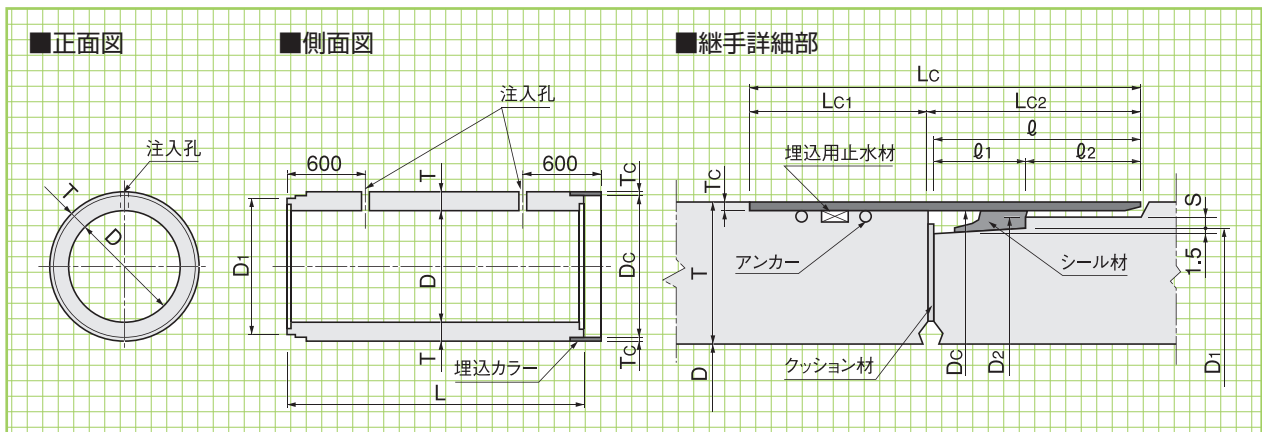 ■正面図
注入孔
T
D
■側面図
注入孔
600
600
T
TC
D1
D
DC
T
TC
埋込カラー
L
■継手詳細部
LC
LC1
LC2
ℓ
ℓ1
ℓ2
埋込用止水材
TC
S
アンカー
シール材
1.5
T
クッション材
D
DC
D2
D1